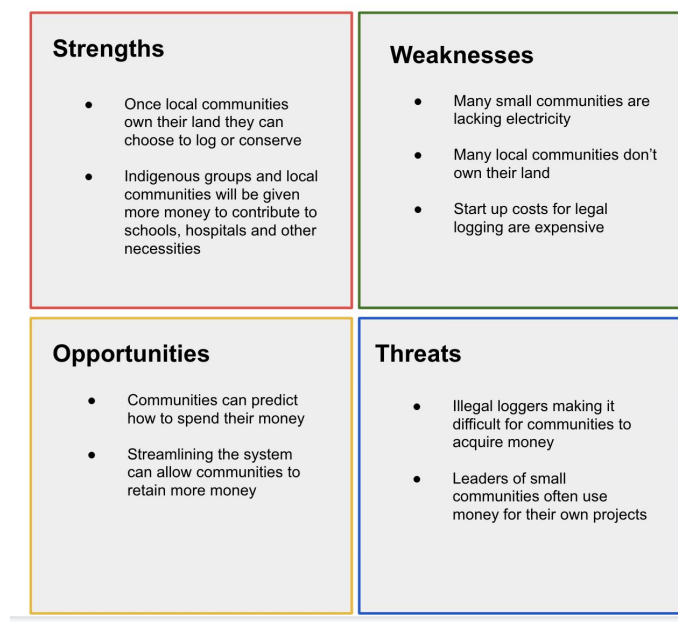 Strengths
● Once local communities
own their land they can
choose to log or conserve
● Indigenous groups and local
communities will be given
more money to contribute to
schools, hospitals and other
necessities
Weaknesses
● Many small communities are
lacking electricity
● Many local communities don’t
own their land
● Start up costs for legal
logging are expensive
Opportunities
● Communities can predict
how to spend their money
● Streamlining the system
can allow communities to
retain more money
Threats
● Illegal loggers making it
difficult for communities to
acquire money
● Leaders of small
communities often use
money for their own projects